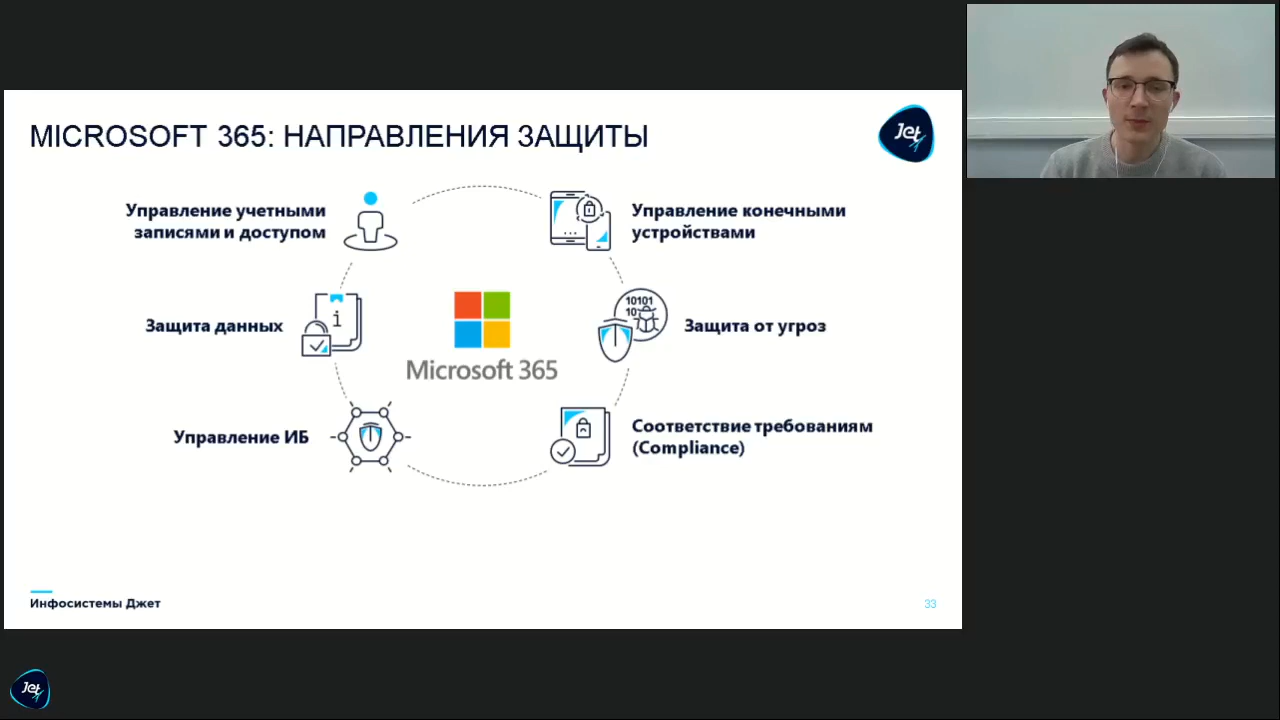 MICROSOFT 365: НАПРАВЛЕНИЯ ЗАЩИТЫ
Jet
Управление учетными
записями и доступом
Управление конечными
устройствами
i
Защита данных
10101
10
Защита от угроз
Microsoft 365
Управление ИБ
Соответствие требованиям
(Compliance)
Инфосистемы Джет
33
Jet